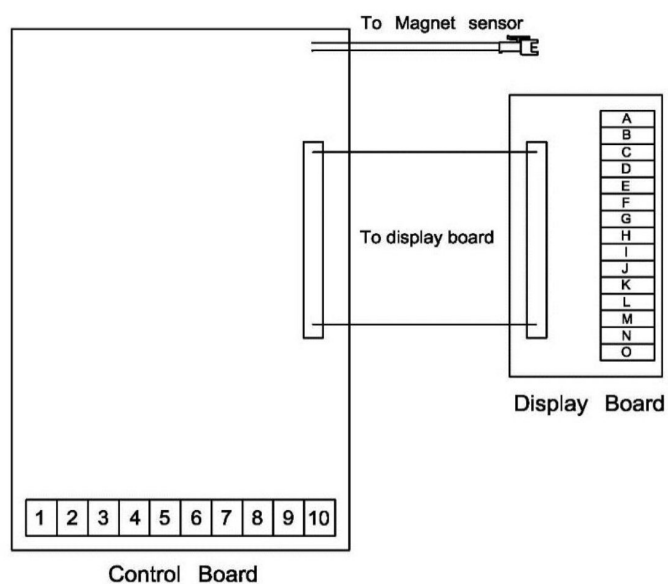 To Magnet sensor
A
B
C
D
E
F
G
H
I
J
K
L
M
N
O
To display board
Display Board
1 2 3 4 5 6 7 8 9 10
Control Board